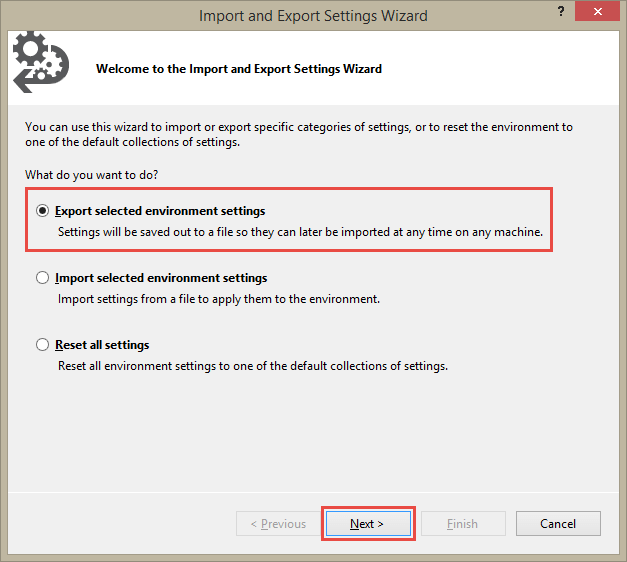 Import and Export Settings Wizard
?
Welcome to the Import and Export Settings Wizard
You can use this wizard to import or export specific categories of settings, or to reset the environment to
one of the default collections of settings.
What do you want to do?
Export selected environment settings
Settings will be saved out to a file so they can later be imported at any time on any machine.
Import selected environment settings
Import settings from a file to apply them to the environment.
Reset all settings
Reset all environment settings to one of the default collections of settings.
< Previous
Next >
Finish
Cancel